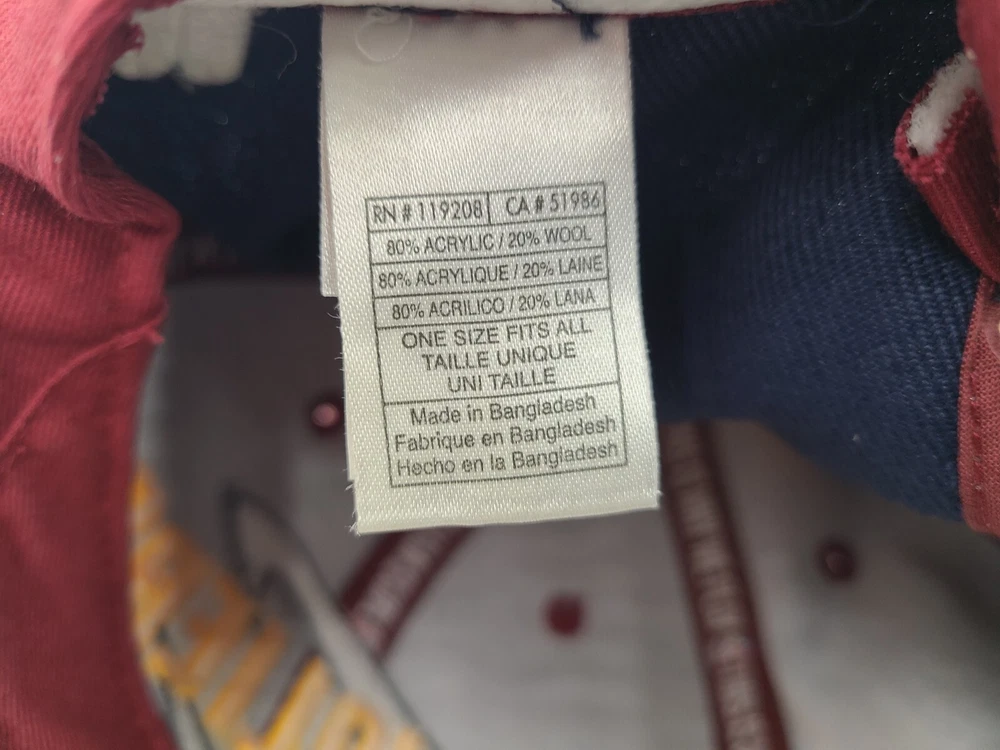 RN # 119208 CA # 51986
80% ACRYLIC / 20% WOOL
80% ACRYLIQUE / 20% LAINE
80% ACRILICO / 20% LANA
ONE SIZE FITS ALL
TAILLE UNIQUE
UNI TAILLE
Made in Bangladesh
Fabrique en Bangladesh
Hecho en la Bangladesh